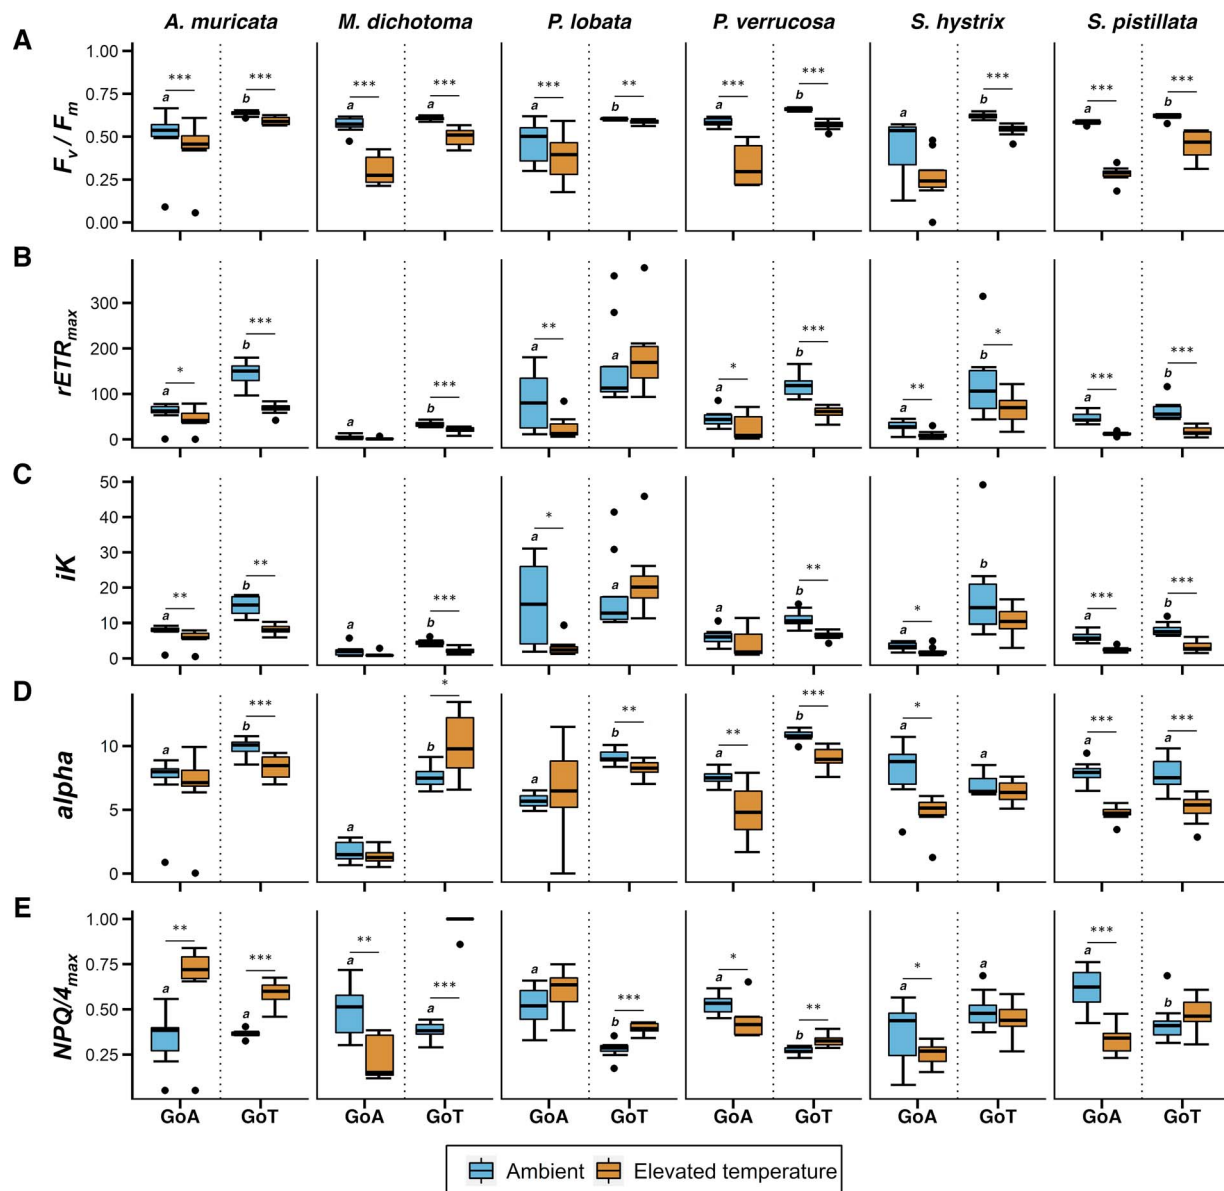 A. muricata M. dichotoma P. lobata P. verrucosa S. hystrix S. pistillata
A
Fv / Fm
1.00
0.75
0.50
0.25
0.00
*** *** *** *** *** ** *** *** *** *** ***
a b a a a b a b a b a b
B
rETRmax
300
200
100
0
* *** *** ** * *** ** * *** ***
a b a b a a a b a b a b
C
iK
50
40
30
20
10
0
** ** *** * ** * *** ***
a b a b a a a b a b a b
D
alpha
10
5
0
*** * ** ** *** * *** ***
a b a b a b a b a a a a
E
NPQ/4max
1.00
0.75
0.50
0.25
** *** ** *** *** * ** * ***
a a a a a b a b a a a b
GoA GoT GoA GoT GoA GoT GoA GoT GoA GoT GoA GoT
Ambient Elevated temperature